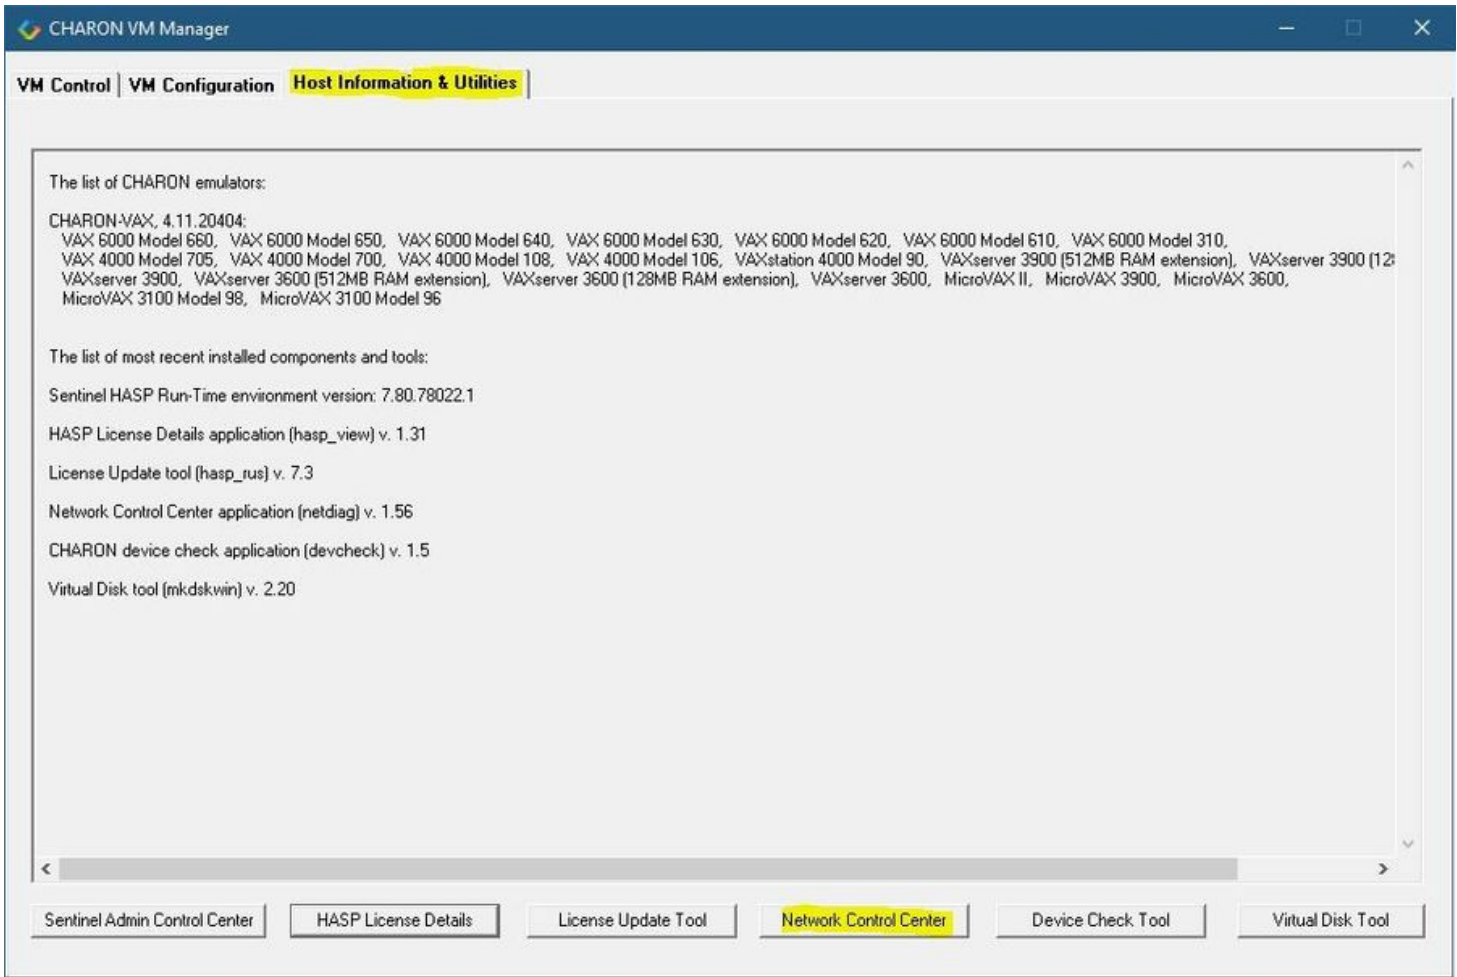 CHARON VM Manager
VM Control VM Configuration Host Information & Utilities
The list of CHARON emulators:
CHARON-VAX, 4.11.20404:
VAX 6000 Model 660, VAX 6000 Model 650, VAX 6000 Model 640, VAX 6000 Model 630, VAX 6000 Model 620, VAX 6000 Model 610, VAX 6000 Model 310,
VAX 4000 Model 705, VAX 4000 Model 700, VAX 4000 Model 108, VAX 4000 Model 106, VAXstation 4000 Model 90, VAXserver 3900 (512MB RAM extension), VAXserver 3900 (128
VAXserver 3900, VAXserver 3600 (512MB RAM extension), VAXserver 3600 (128MB RAM extension), VAXserver 3600, MicroVAX II, MicroVAX 3900, MicroVAX 3600,
MicroVAX 3100 Model 98, MicroVAX 3100 Model 96
The list of most recent installed components and tools:
Sentinel HASP Run-Time environment version: 7.80.78022.1
HASP License Details application (hasp_view) v. 1.31
License Update tool (hasp_rus) v. 7.3
Network Control Center application (netdiag) v. 1.56
CHARON device check application (devcheck) v. 1.5
Virtual Disk tool (mkdskwin) v. 2.20
Sentinel Admin Control Center HASP License Details License Update Tool Network Control Center Device Check Tool Virtual Disk Tool